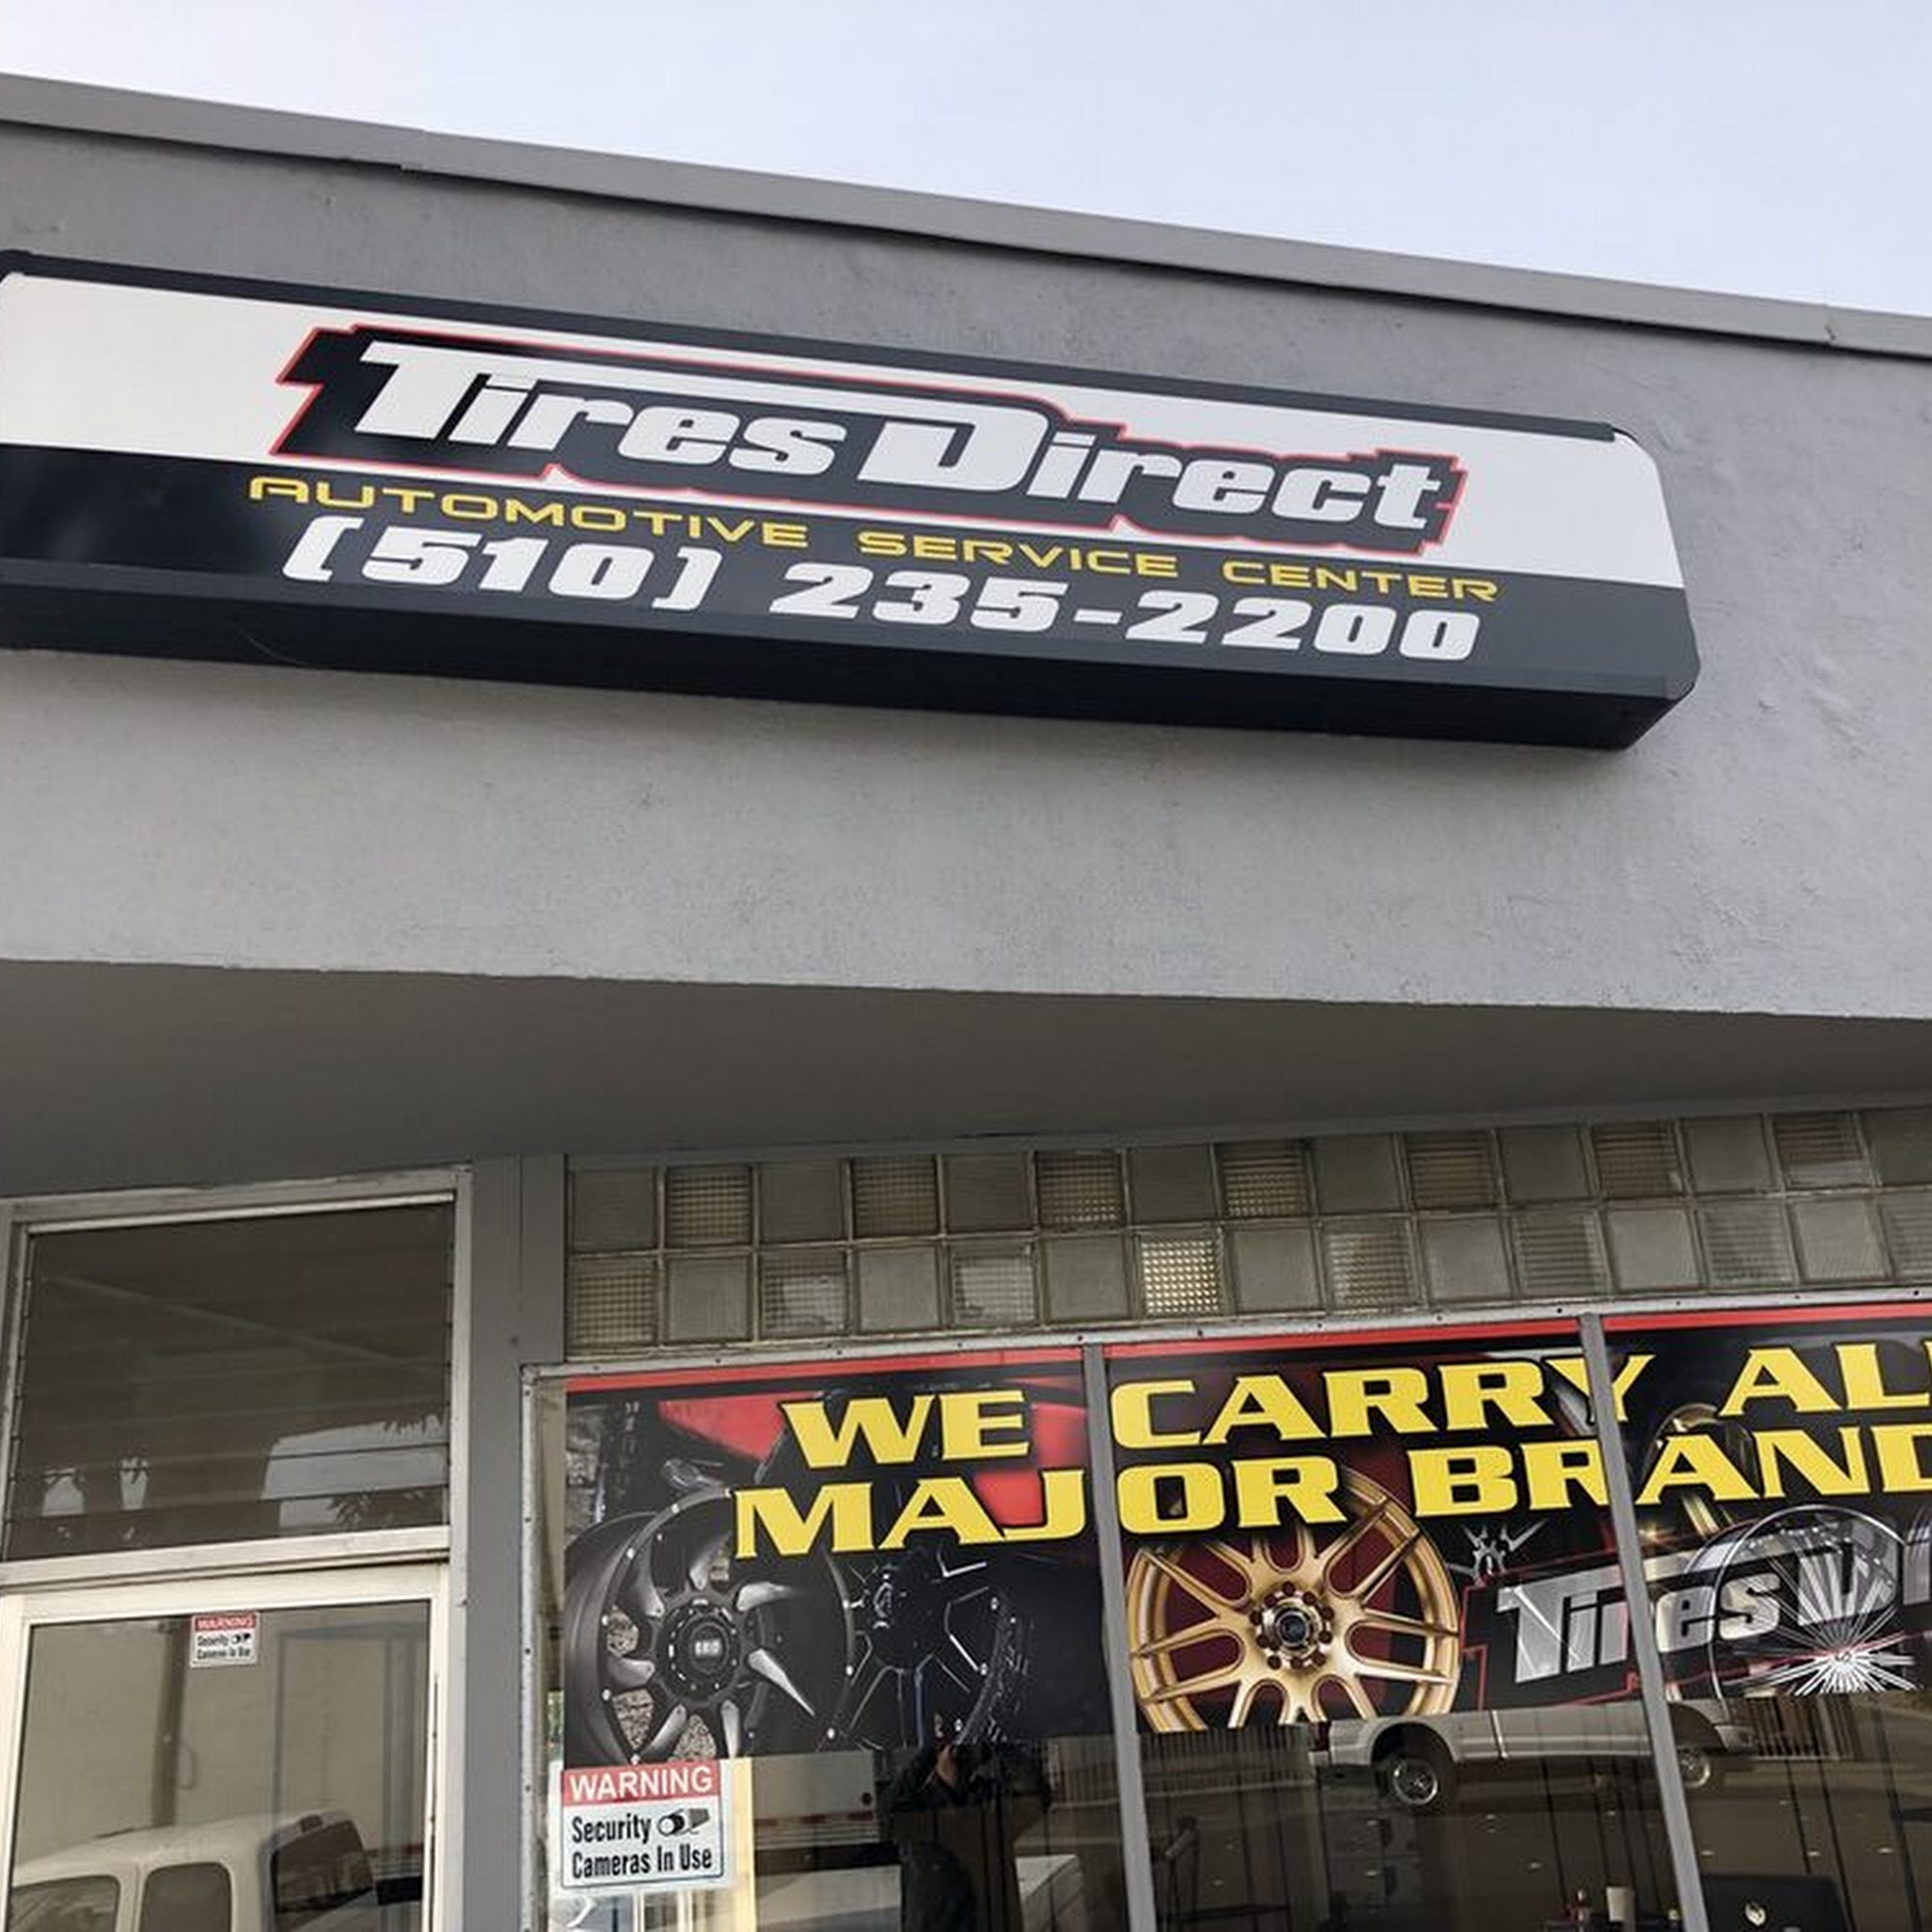 Tires Direct
AUTOMOTIVE SERVICE CENTER
(510) 235-2200
WE CARRY AL
MAJOR BRAND
Tires D
WARNING
Security
Cameras In Use
WARNING
Security
Cameras In Use